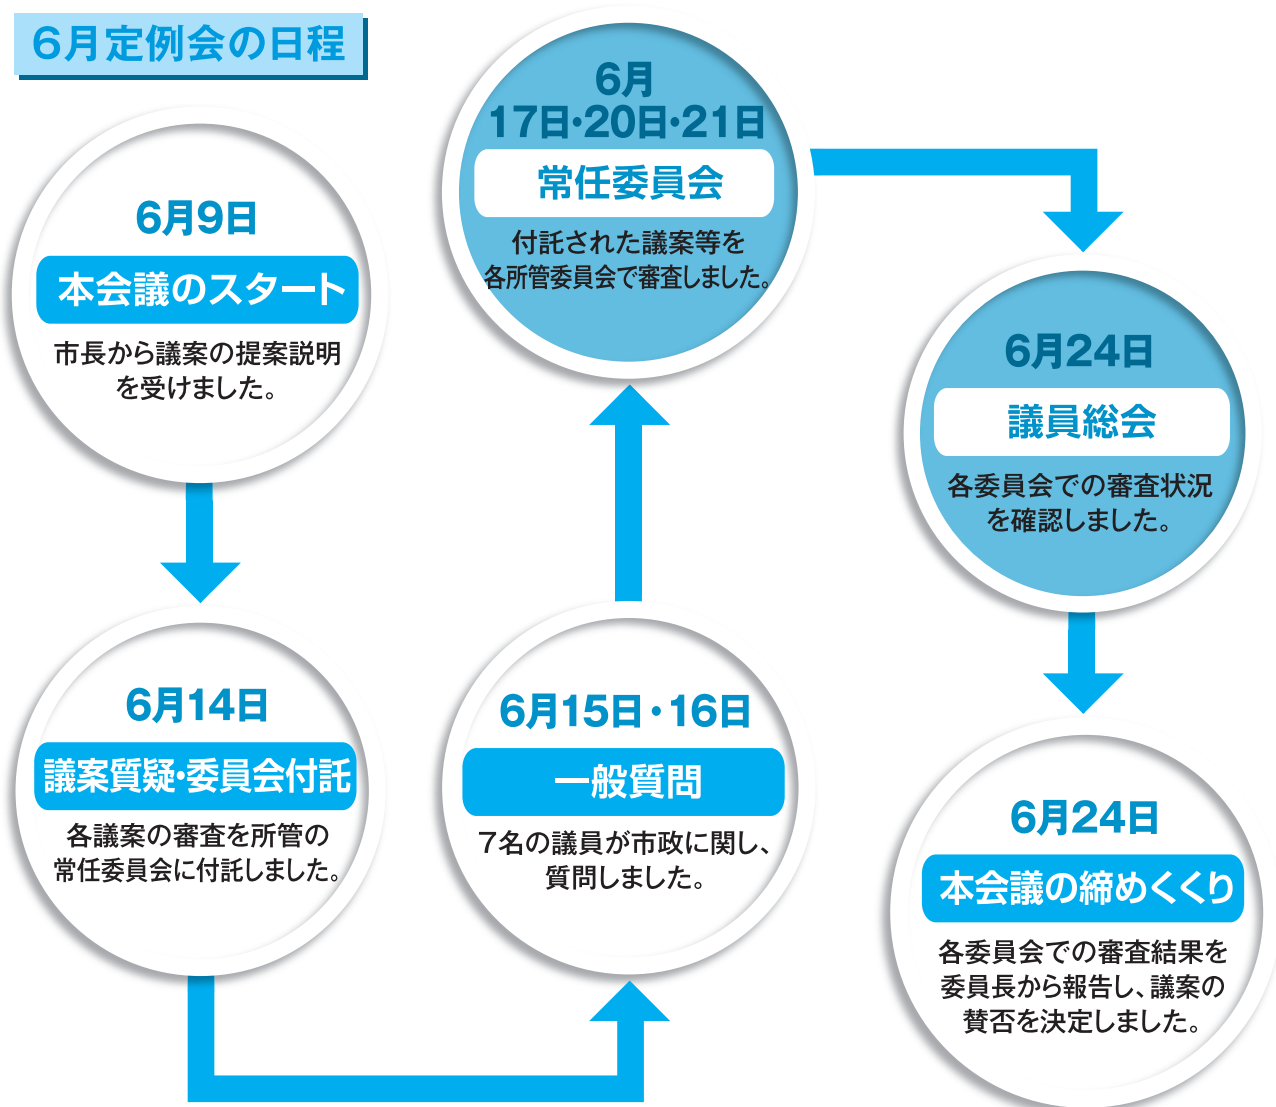 6月定例会の日程
6月9日
本会議のスタート
市長から議案の提案説明
を受けました。
6月14日
議案質疑・委員会付託
各議案の審査を所管の
常任委員会に付託しました。
6月15日・16日
一般質問
7名の議員が市政に関し、
質問しました。
6月
17日・20日・21日
常任委員会
付託された議案等を
各所管委員会で審査しました。
6月24日
議員総会
各委員会での審査状況
を確認しました。
6月24日
本会議の締めくくり
各委員会での審査結果を
委員長から報告し、議案の
賛否を決定しました。